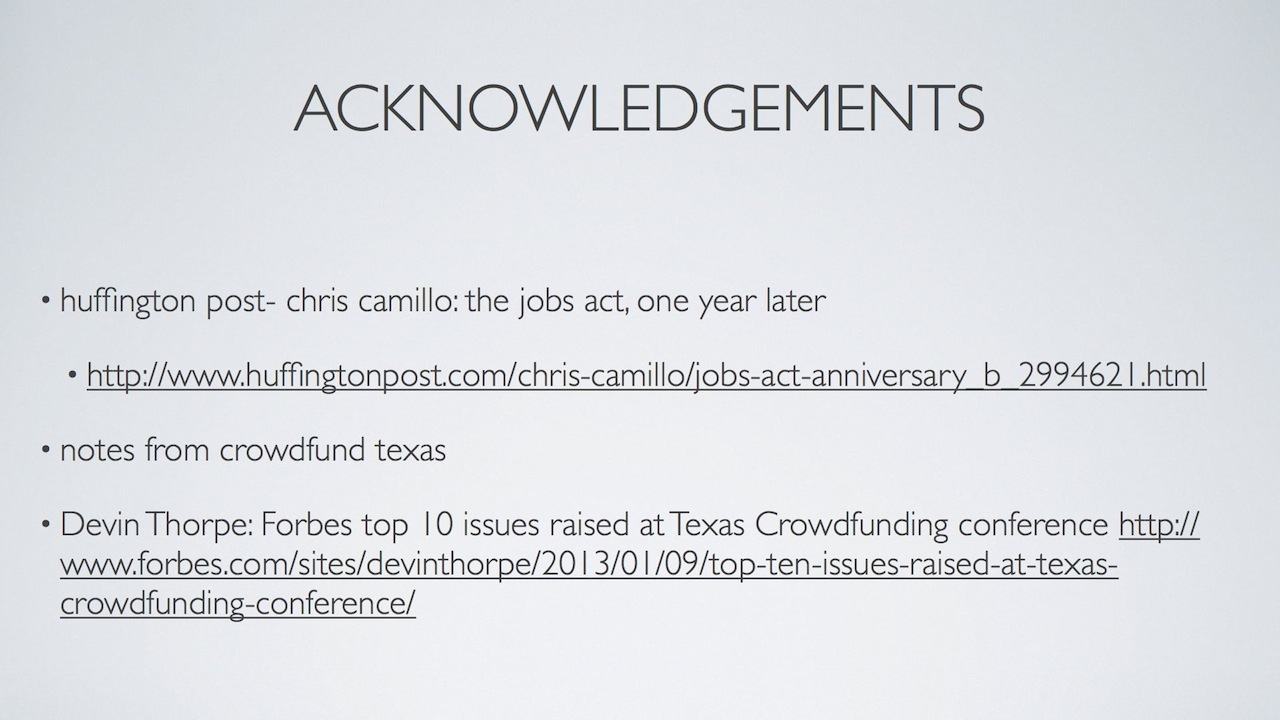 ACKNOWLEDGEMENTS
• huffington post- chris camillo: the jobs act, one year later
• http://www.huffingtonpost.com/chris-camillo/jobs-act-anniversary_b_2994621.html
• notes from crowdfund texas
• Devin Thorpe: Forbes top 10 issues raised at Texas Crowdfunding conference http://
www.forbes.com/sites/devinthorpe/2013/01/09/top-ten-issues-raised-at-texas-
crowdfunding-conference/